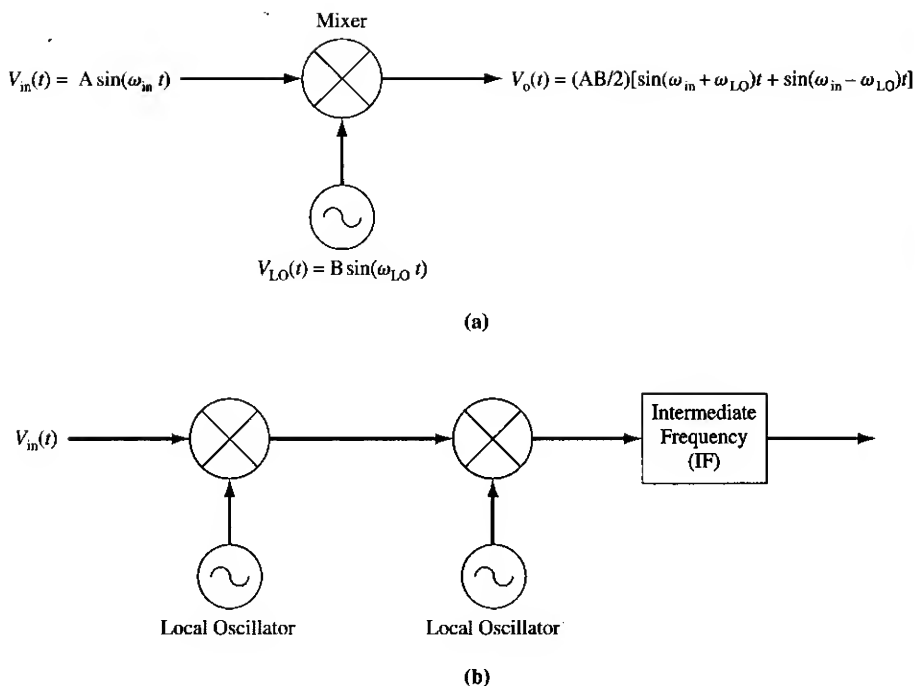 Mixer
V_in(t) = A sin(ω_in t)
V_o(t) = (AB/2)[sin(ω_in + ω_LO)t + sin(ω_in − ω_LO)t]
V_LO(t) = B sin(ω_LO t)
(a)
V_in(t)
Intermediate
Frequency
(IF)
Local Oscillator
Local Oscillator
(b)